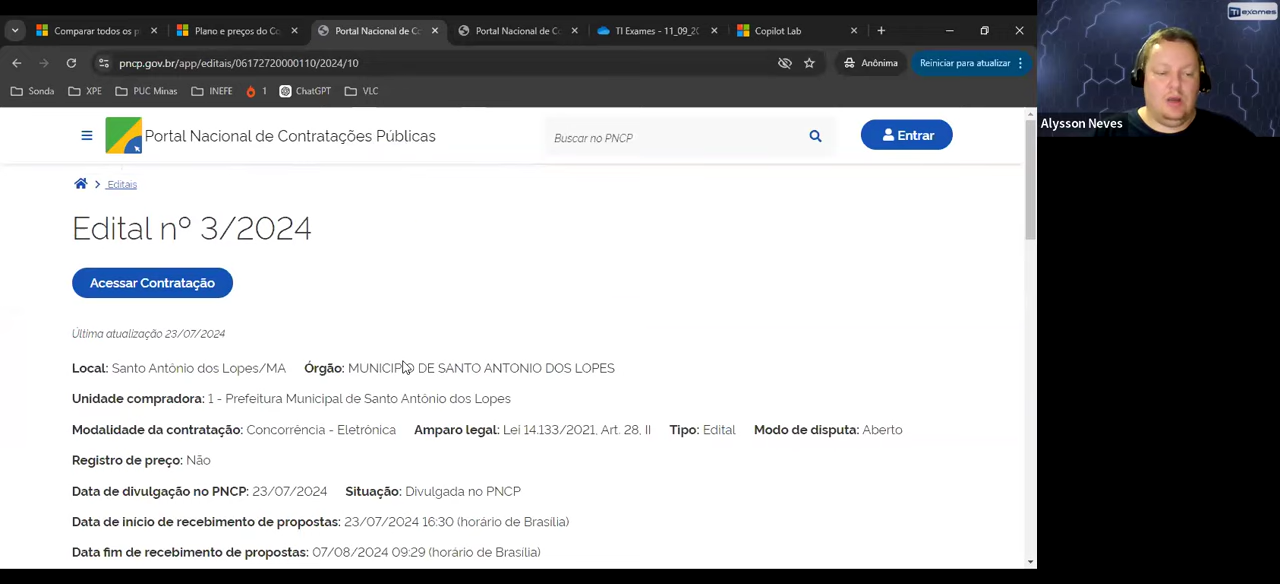 Comparar todos os p
Plano e preços do Co
Portal Nacional de Co
Portal Nacional de Co
TI Exames - 11_09_20
Copilot Lab
pncp.gov.br/app/editais/06172720000110/2024/10
Anônima
Reiniciar para atualizar
Sonda
XPE
PUC Minas
INEFE
1
ChatGPT
VLC
TI exames
Alysson Neves
Portal Nacional de Contratações Públicas
Buscar no PNCP
Entrar
Editais
Edital nº 3/2024
Acessar Contratação
Última atualização 23/07/2024
Local: Santo Antônio dos Lopes/MA Órgão: MUNICIPIO DE SANTO ANTONIO DOS LOPES
Unidade compradora: 1 - Prefeitura Municipal de Santo Antônio dos Lopes
Modalidade da contratação: Concorrência - Eletrônica Amparo legal: Lei 14.133/2021, Art. 28, II Tipo: Edital Modo de disputa: Aberto
Registro de preço: Não
Data de divulgação no PNCP: 23/07/2024 Situação: Divulgada no PNCP
Data de início de recebimento de propostas: 23/07/2024 16:30 (horário de Brasília)
Data fim de recebimento de propostas: 07/08/2024 09:29 (horário de Brasília)